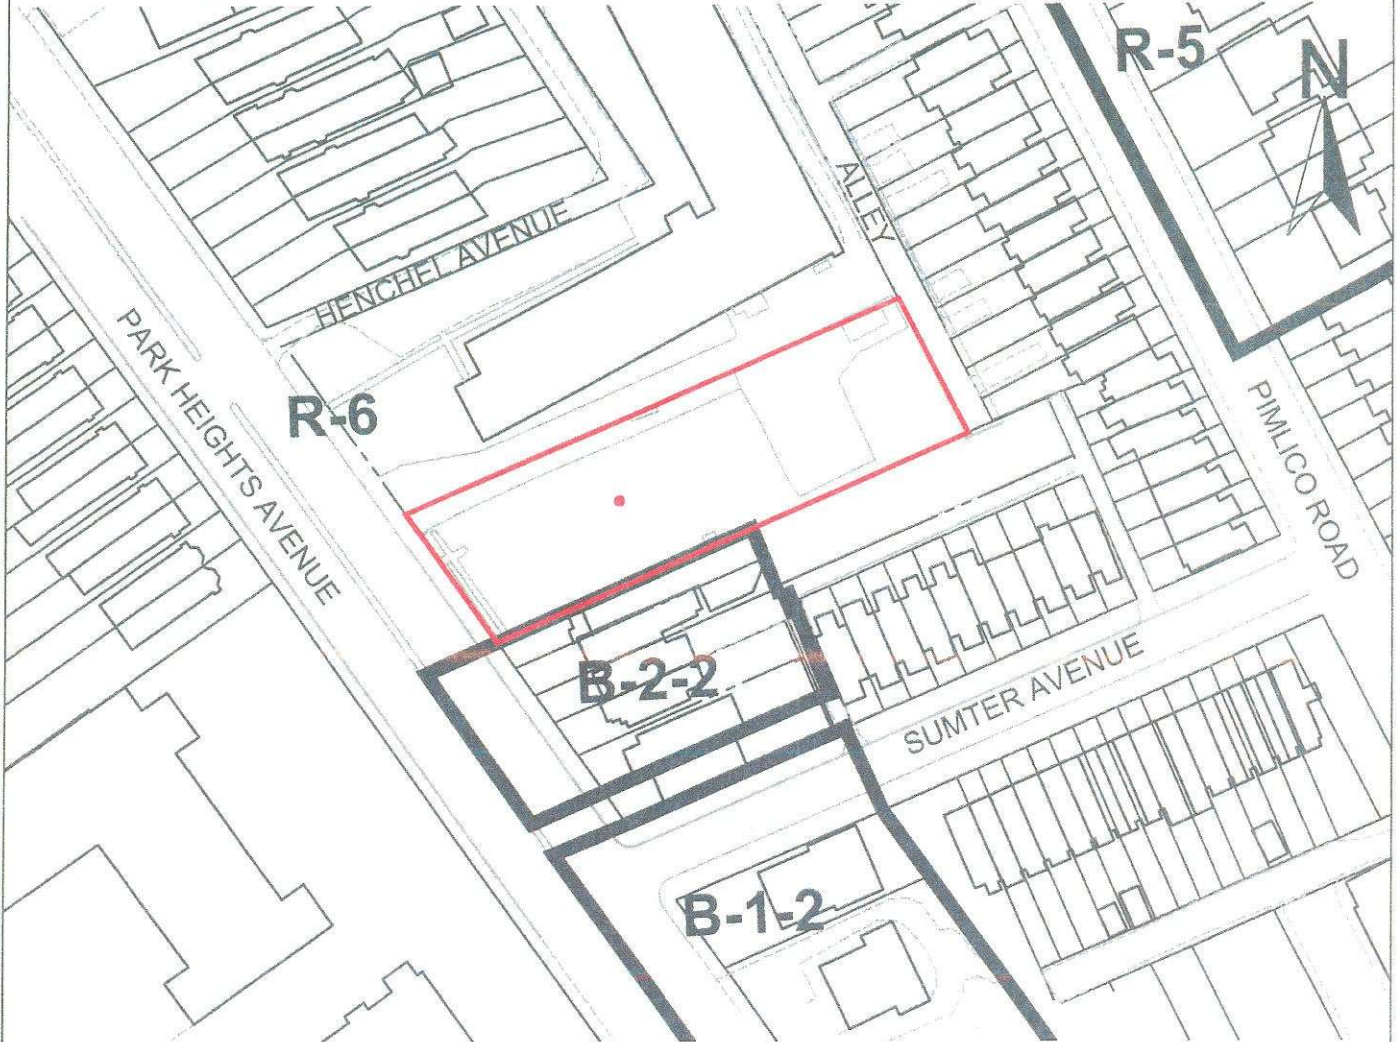 R-5
N
ALLEY
HENCHEL AVENUE
PARK HEIGHTS AVENUE
R-6
PIMLICO ROAD
B-2-2
SUMTER AVENUE
B-1-2